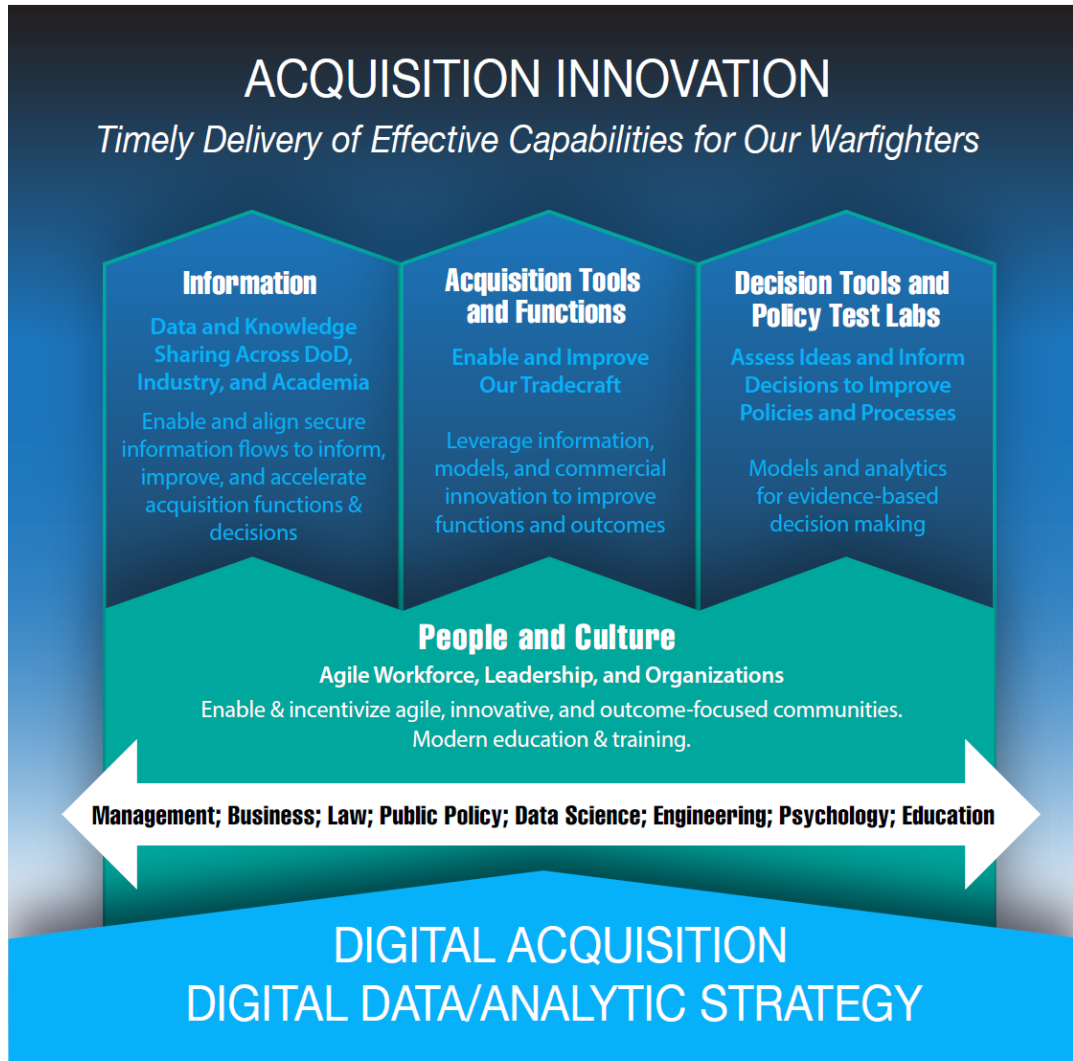 ACQUISITION INNOVATION
Timely Delivery of Effective Capabilities for Our Warfighters
Information
Data and Knowledge
Sharing Across DoD,
Industry, and Academia
Enable and align secure
information flows to inform,
improve, and accelerate
acquisition functions &
decisions
Acquisition Tools
and Functions
Enable and Improve
Our Tradecraft
Leverage information,
models, and commercial
innovation to improve
functions and outcomes
Decision Tools and
Policy Test Labs
Assess Ideas and Inform
Decisions to Improve
Policies and Processes
Models and analytics
for evidence-based
decision making
People and Culture
Agile Workforce, Leadership, and Organizations
Enable & incentivize agile, innovative, and outcome-focused communities.
Modern education & training.
Management; Business; Law; Public Policy; Data Science; Engineering; Psychology; Education
DIGITAL ACQUISITION
DIGITAL DATA/ANALYTIC STRATEGY